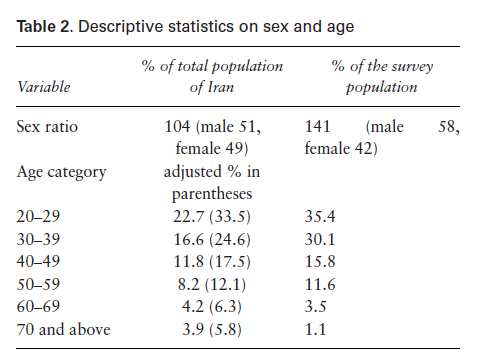 Table 2. Descriptive statistics on sex and age
Variable % of total population of Iran % of the survey population
Sex ratio 104 (male 51, female 49) 141 (male 58, female 42)
Age category adjusted % in parentheses
20–29 22.7 (33.5) 35.4
30–39 16.6 (24.6) 30.1
40–49 11.8 (17.5) 15.8
50–59 8.2 (12.1) 11.6
60–69 4.2 (6.3) 3.5
70 and above 3.9 (5.8) 1.1